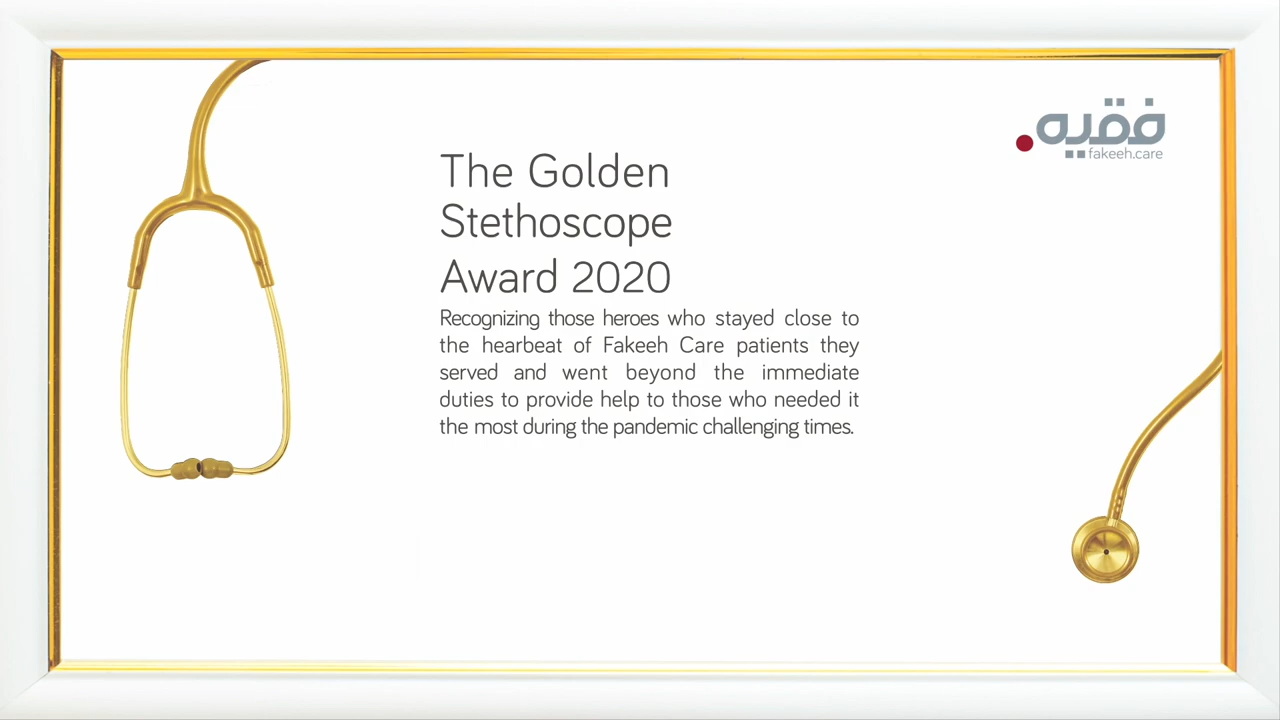 فقيه
fakeeh.care
The Golden
Stethoscope
Award 2020
Recognizing those heroes who stayed close to
the hearbeat of Fakeeh Care patients they
served and went beyond the immediate
duties to provide help to those who needed it
the most during the pandemic challenging times.